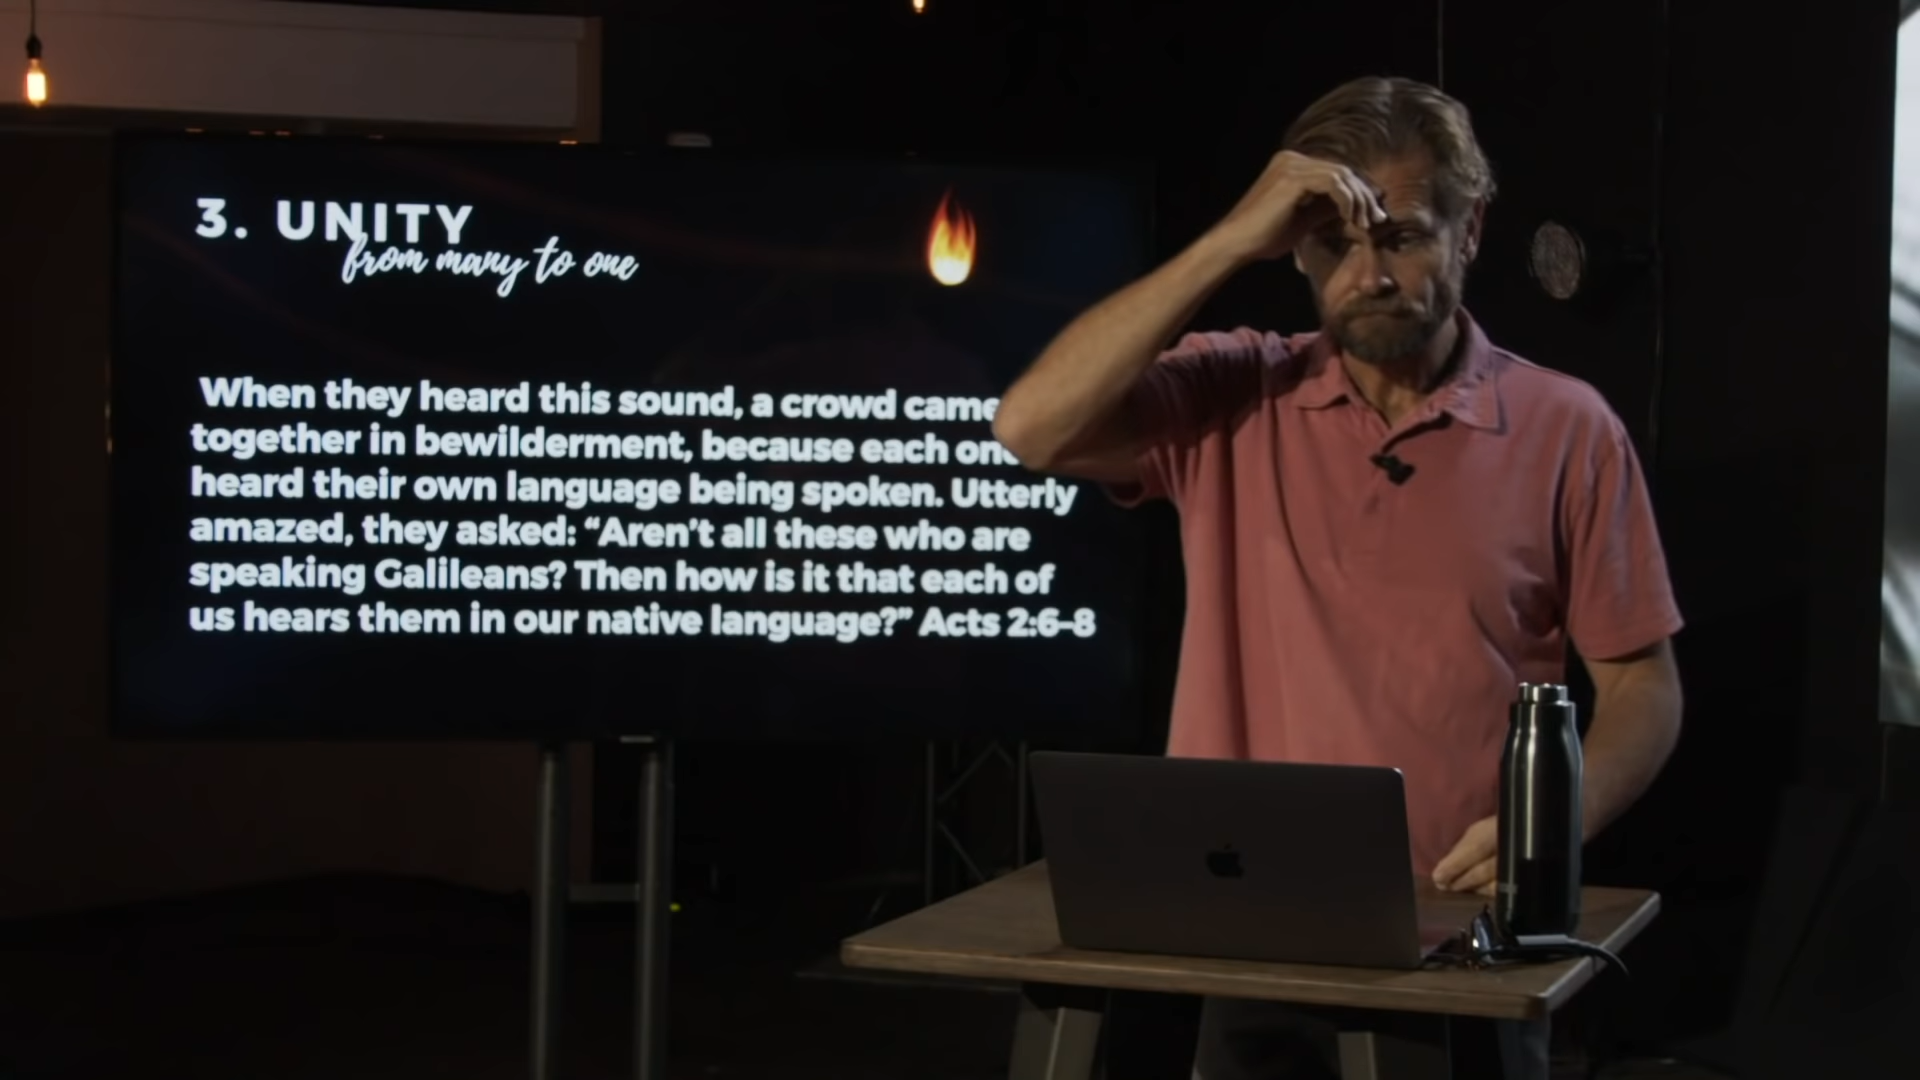 3. UNITY
from many to one
When they heard this sound, a crowd came
together in bewilderment, because each one
heard their own language being spoken. Utterly
amazed, they asked: “Aren’t all these who are
speaking Galileans? Then how is it that each of
us hears them in our native language?” Acts 2:6–8